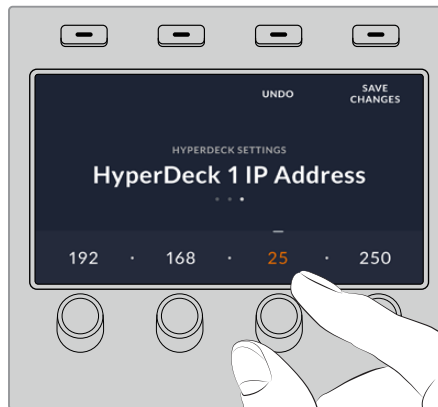 UNDO
SAVE
CHANGES
HYPERDECK SETTINGS
HyperDeck 1 IP Address
192 · 168 · 25 · 250